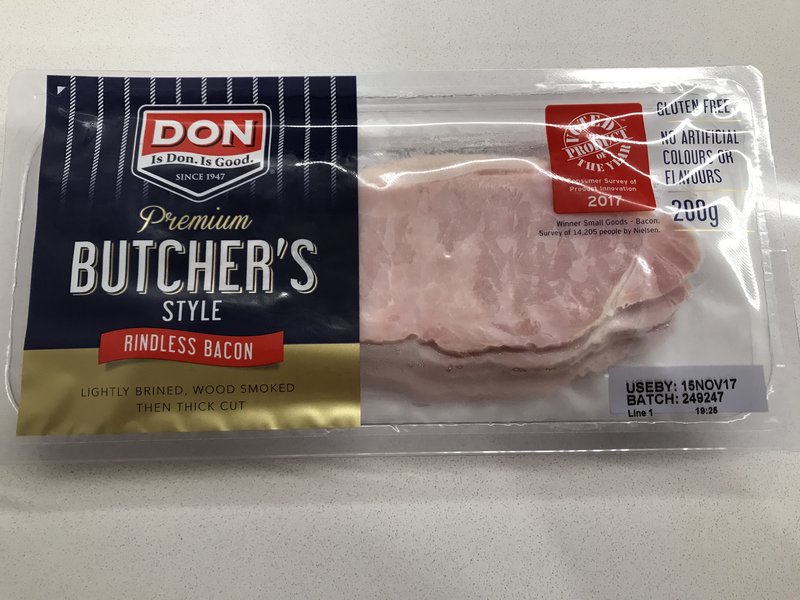 DON
Is Don. Is Good.
SINCE 1947
Premium
BUTCHER'S
STYLE
RINDLESS BACON
LIGHTLY BRINED, WOOD SMOKED
THEN THICK CUT
VOTED
PRODUCT
OF
THE YEAR
Consumer Survey of
Product Innovation
2017
Winner Small Goods - Bacon.
Survey of 14,205 people by Nielsen.
GLUTEN FREE
NO ARTIFICIAL
COLOURS OR
FLAVOURS
200g
USEBY: 15NOV17
BATCH: 249247
Line 1 19:25